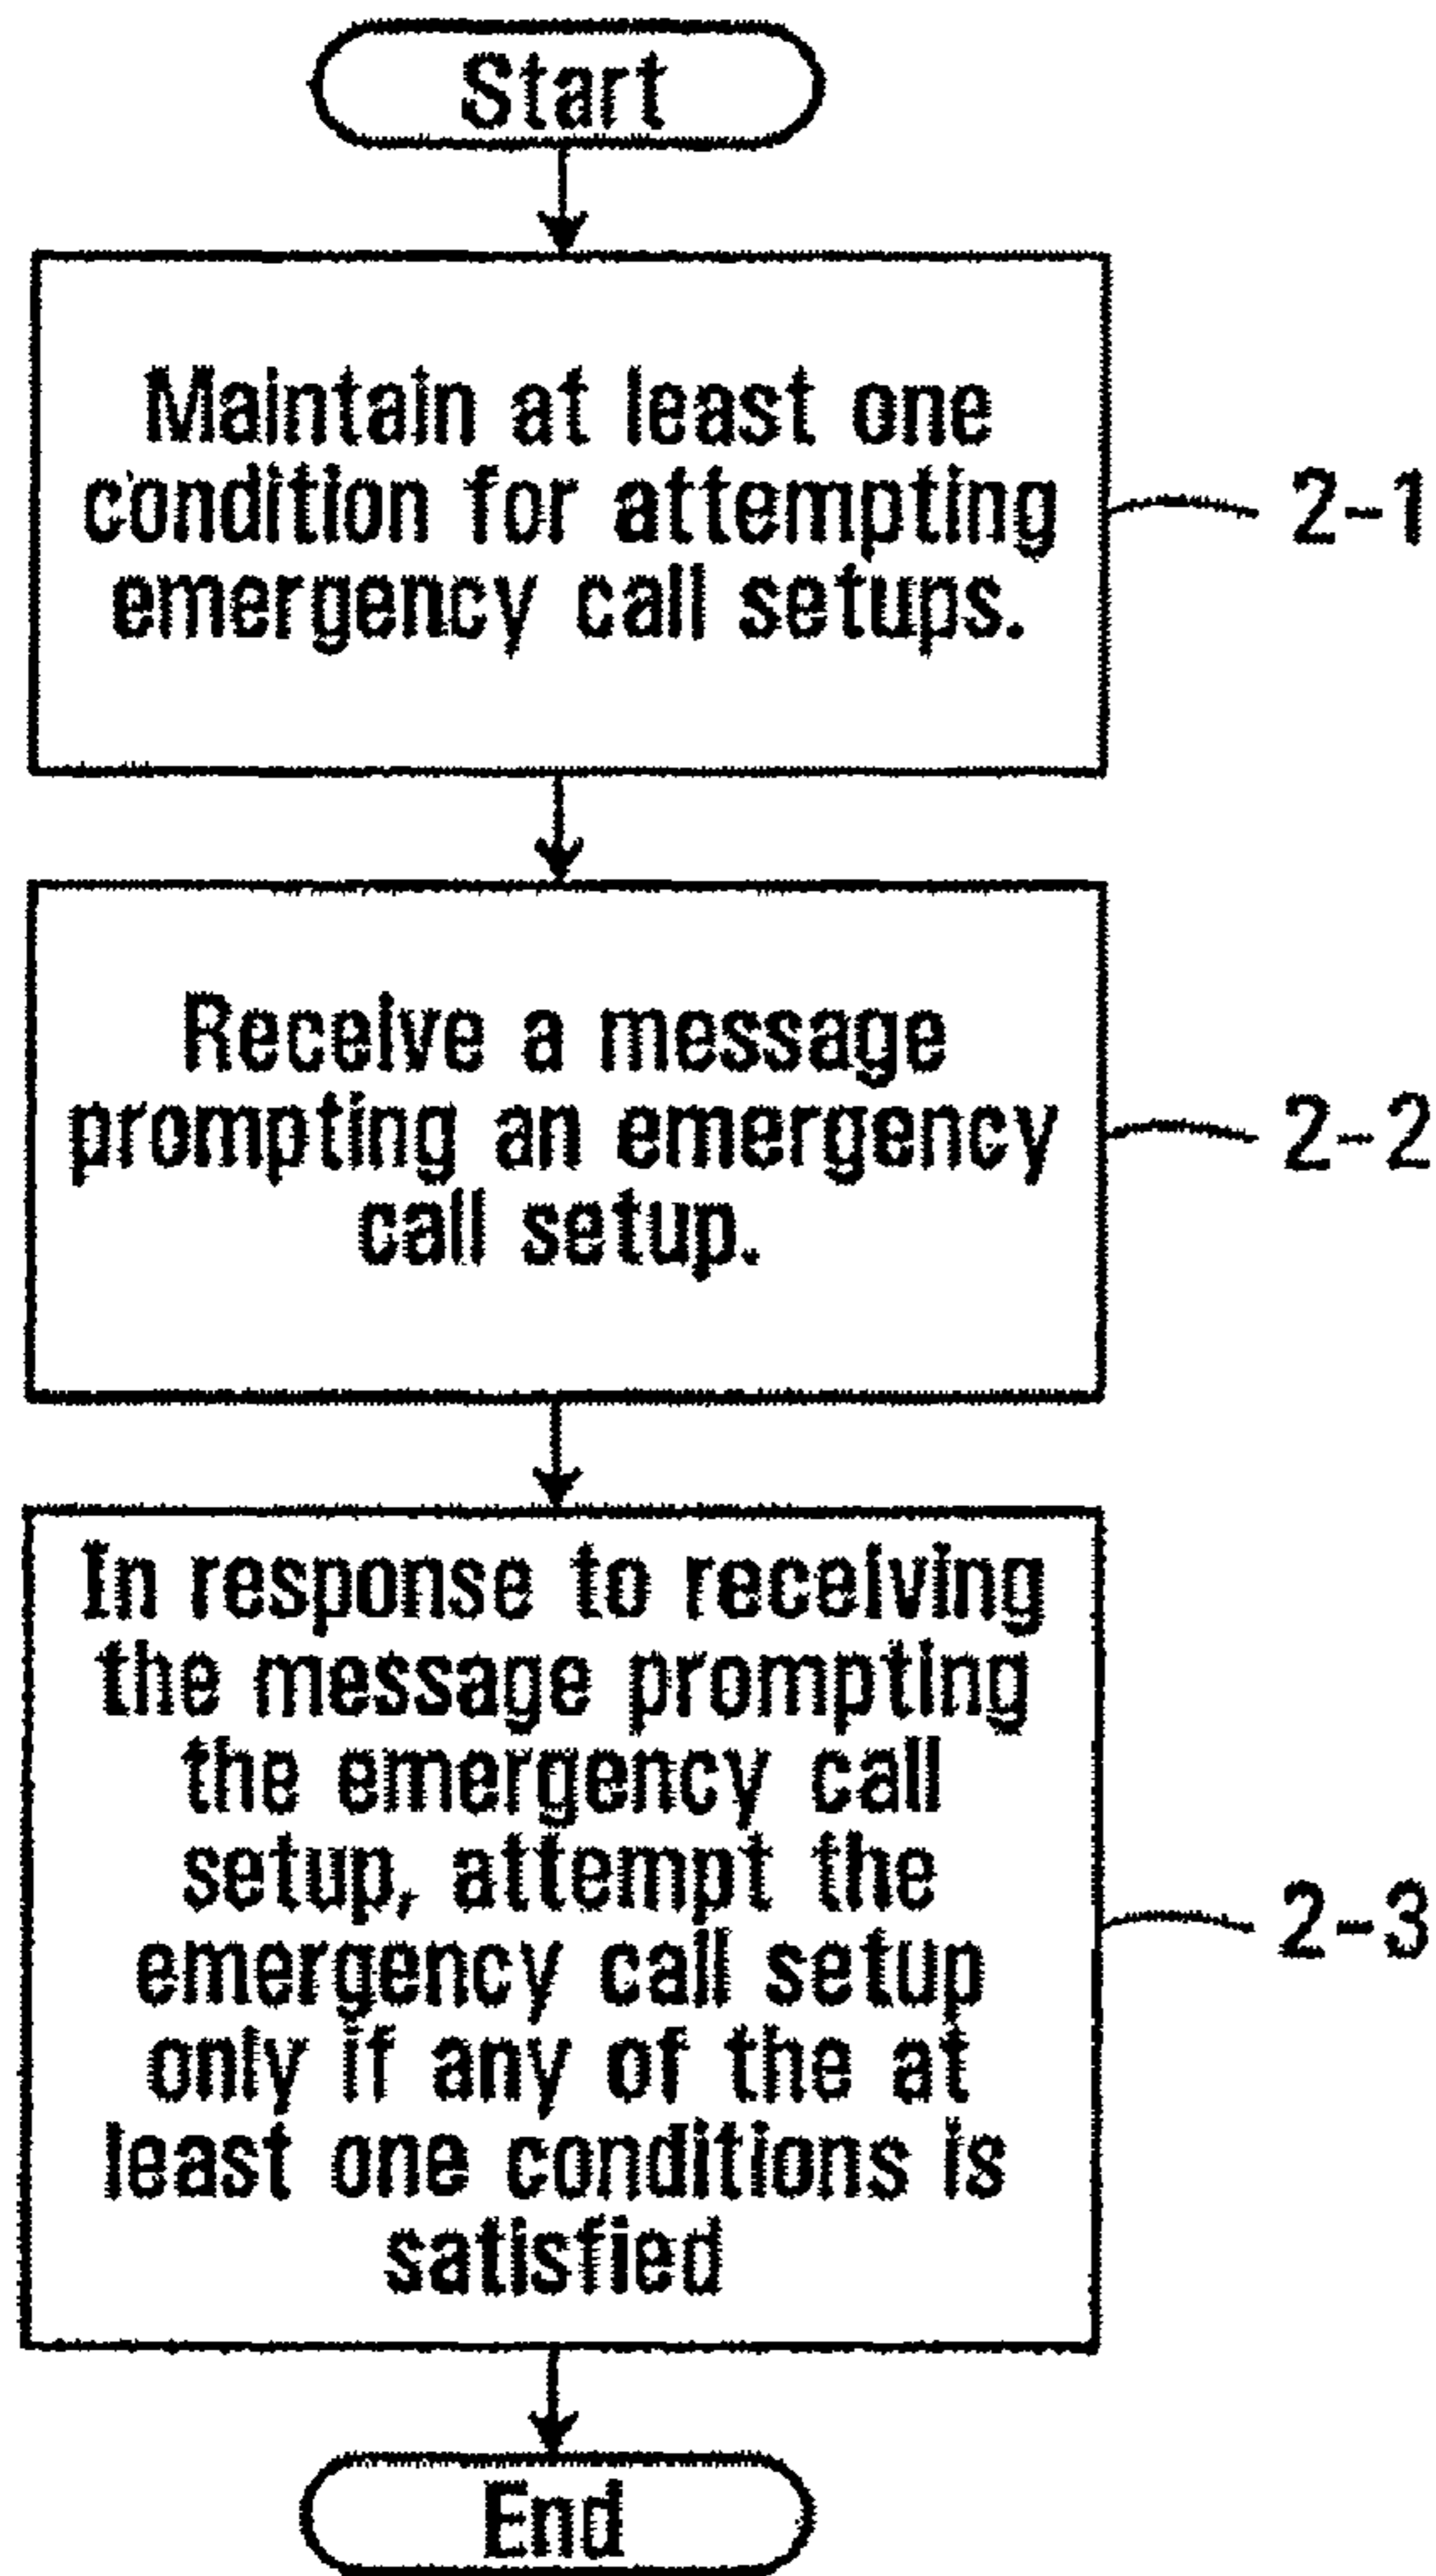 Start
Maintain at least one
condition for attempting
emergency call setups.
2-1
Receive a message
prompting an emergency
call setup.
2-2
In response to receiving
the message prompting
the emergency call
setup, attempt the
emergency call setup
only if any of the at
least one conditions is
satisfied
2-3
End